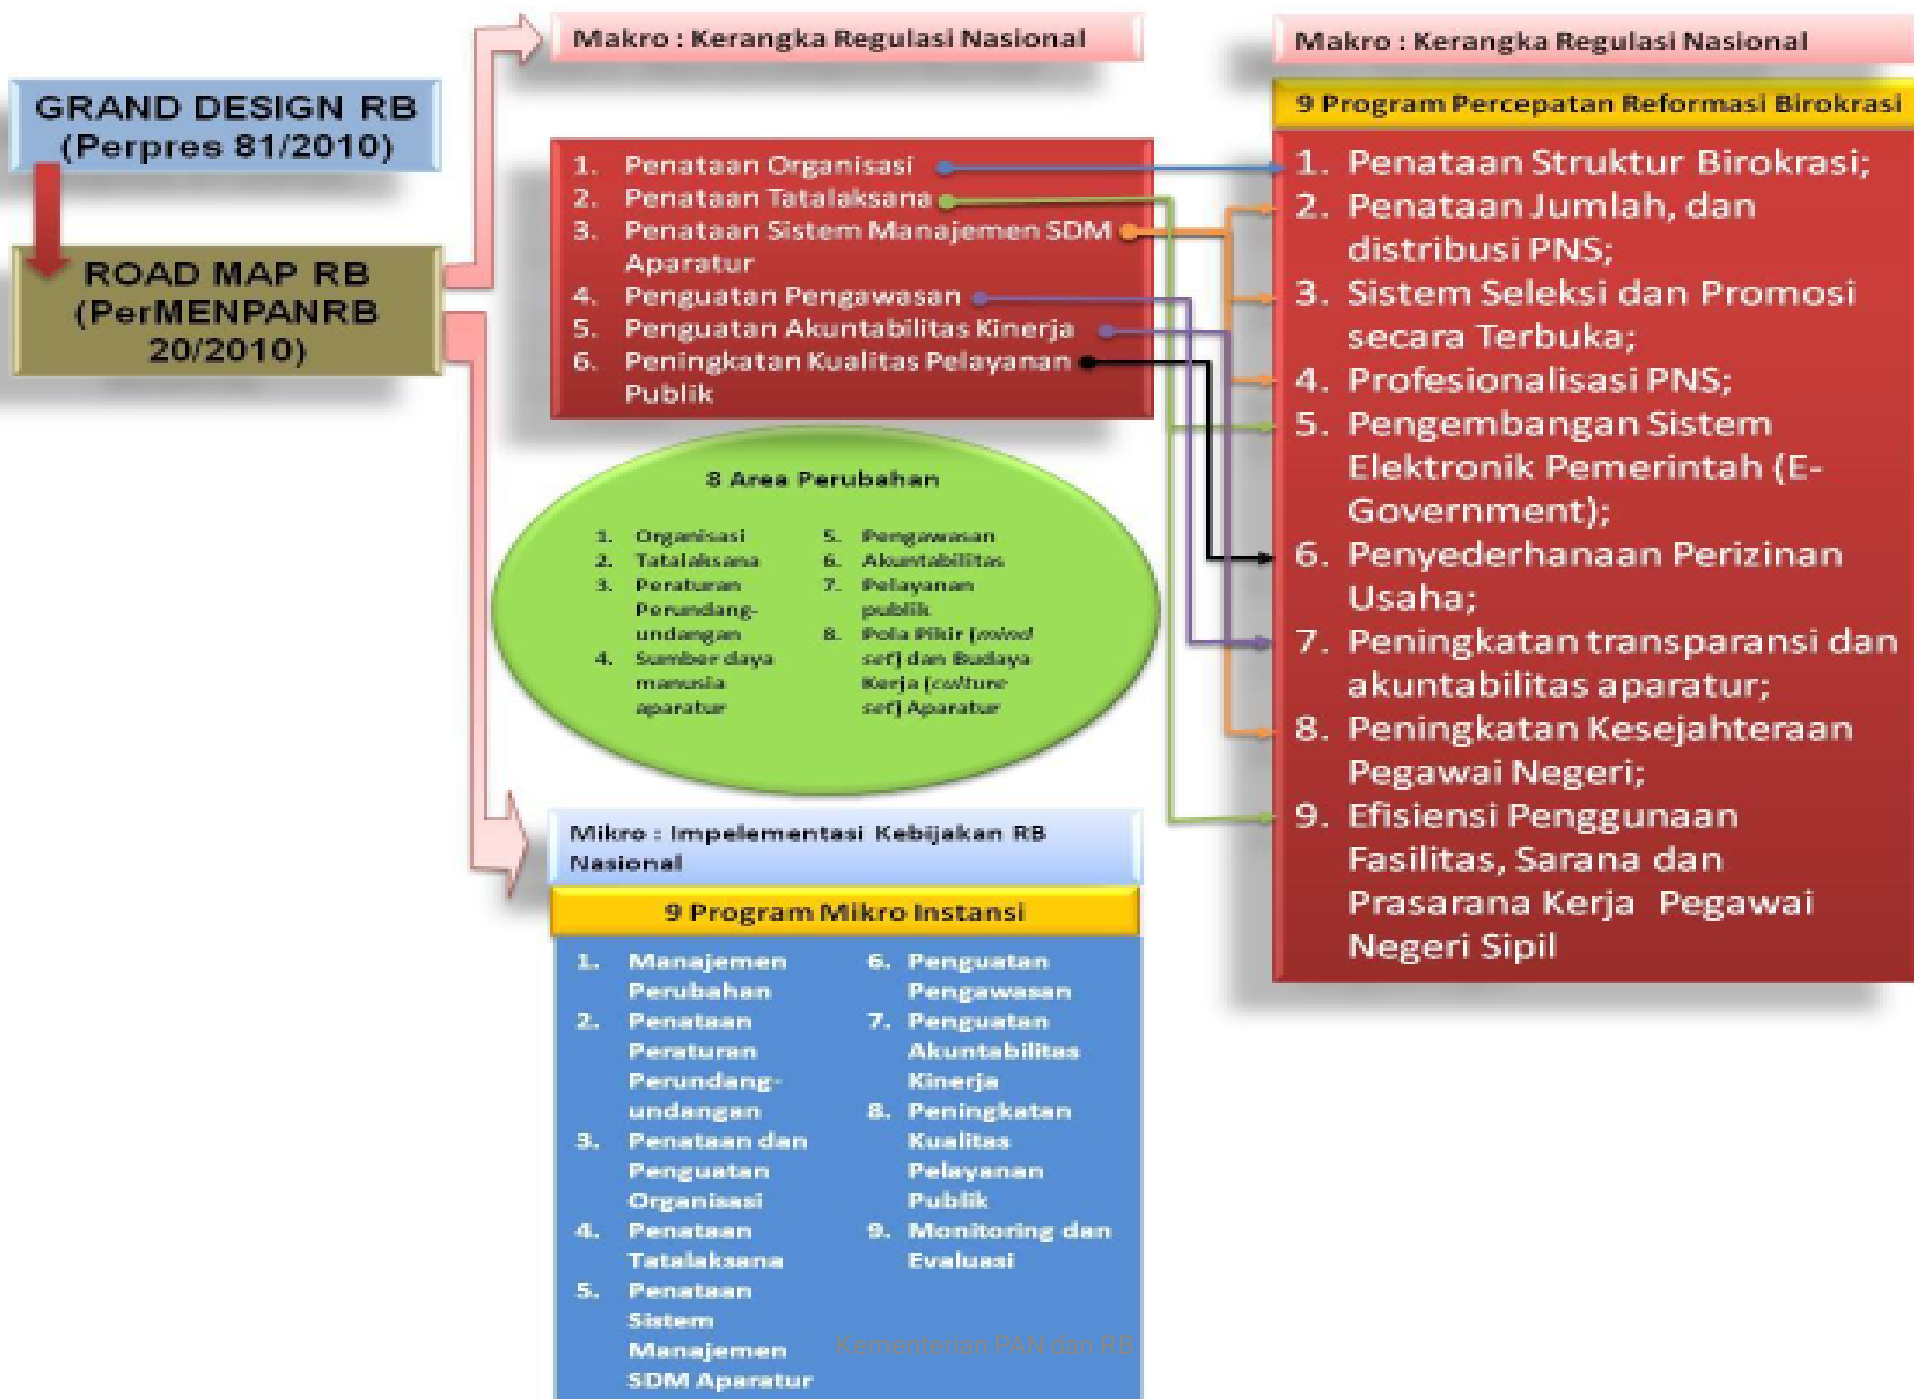 GRAND DESIGN RB
(Perpres 81/2010)
ROAD MAP RB
(PerMENPANRB
20/2010)
Makro : Kerangka Regulasi Nasional
1. Penataan Organisasi
2. Penataan Tatalaksana
3. Penataan Sistem Manajemen SDM
Aparatur
4. Penguatan Pengawasan
5. Penguatan Akuntabilitas Kinerja
6. Peningkatan Kualitas Pelayanan
Publik
8 Area Perubahan
1. Organisasi
2. Tatalaksana
3. Peraturan
Perundang-
undangan
4. Sumber daya
manusia
aparatur
5. Pengawasan
6. Akuntabilitas
7. Pelayanan
publik
8. Pola Pikir (mind
set) dan Budaya
Kerja (culture
set) Aparatur
Mikro : Impelementasi Kebijakan RB
Nasional
9 Program Mikro Instansi
1. Manajemen
Perubahan
2. Penataan
Peraturan
Perundang-
undangan
3. Penataan dan
Penguatan
Organisasi
4. Penataan
Tatalaksana
5. Penataan
Sistem
Manajemen
SDM Aparatur
6. Penguatan
Pengawasan
7. Penguatan
Akuntabilitas
Kinerja
8. Peningkatan
Kualitas
Pelayanan
Publik
9. Monitoring dan
Evaluasi
Kementerian PAN dan RB
Makro : Kerangka Regulasi Nasional
9 Program Percepatan Reformasi Birokrasi
1. Penataan Struktur Birokrasi;
2. Penataan Jumlah, dan
distribusi PNS;
3. Sistem Seleksi dan Promosi
secara Terbuka;
4. Profesionalisasi PNS;
5. Pengembangan Sistem
Elektronik Pemerintah (E-
Government);
6. Penyederhanaan Perizinan
Usaha;
7. Peningkatan transparansi dan
akuntabilitas aparatur;
8. Peningkatan Kesejahteraan
Pegawai Negeri;
9. Efisiensi Penggunaan
Fasilitas, Sarana dan
Prasarana Kerja Pegawai
Negeri Sipil